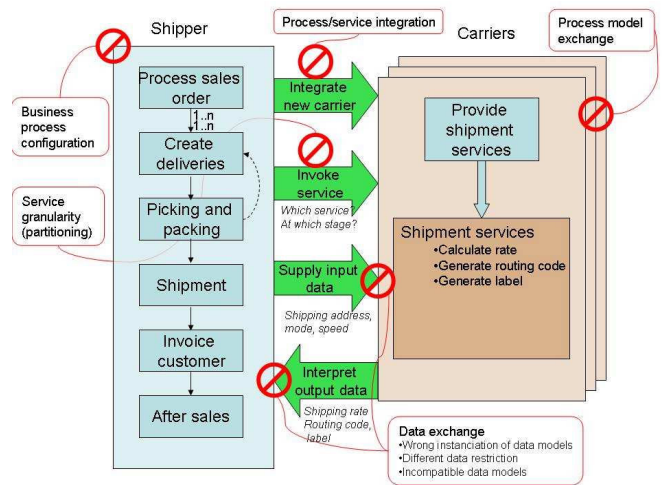 Shipper
Process/service integration
Carriers
Process model
exchange
Process sales
order
1..n
1..n
Integrate
new carrier
Business
process
configuration
Provide
shipment
services
Create
deliveries
Invoke
service
Service
granularity
(partitioning)
Picking and
packing
Which service?
At which stage?
Shipment services
•Calculate rate
•Generate routing code
•Generate label
Shipment
Supply input
data
Shipping address,
mode, speed
Invoice
customer
Interpret
output data
After sales
Shipping rate
Routing code,
label
Data exchange
•Wrong instanciation of data models
•Different data restriction
•Incompatible data models